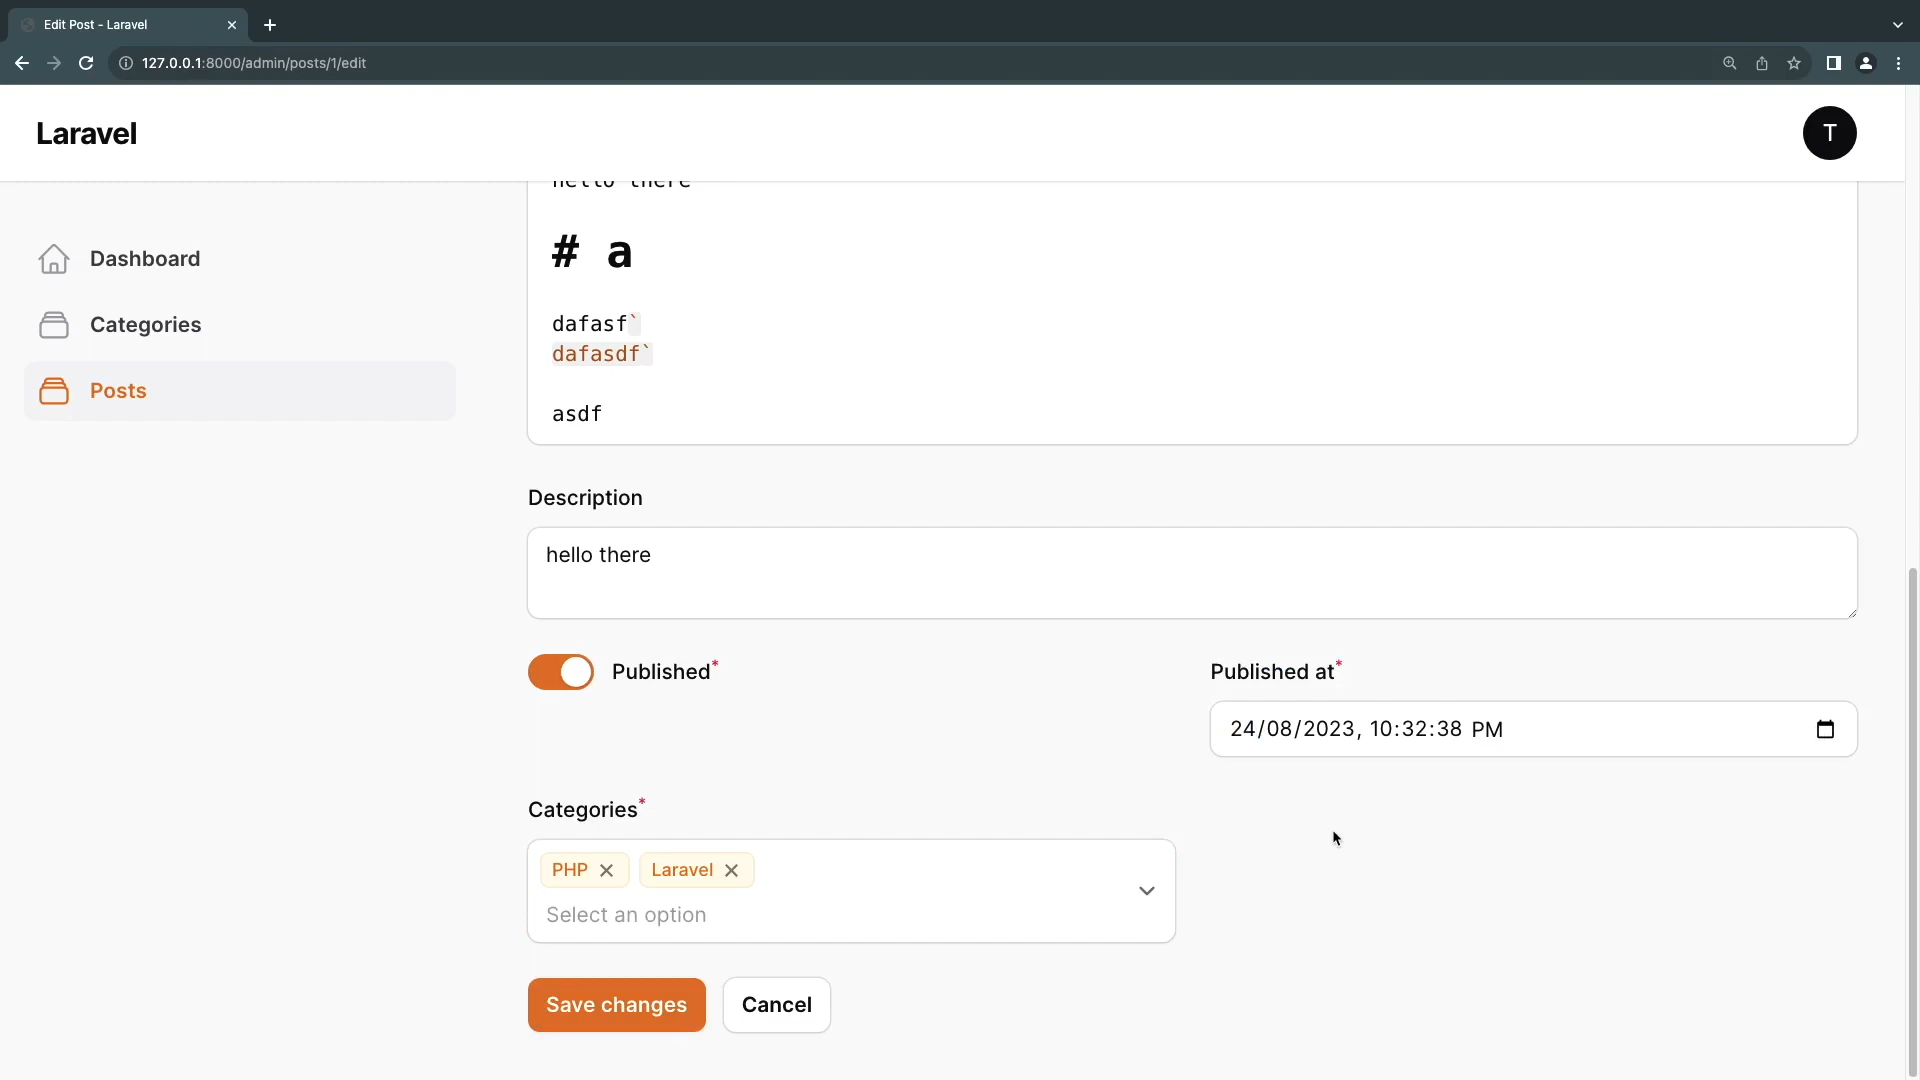 Edit Post - Laravel
127.0.0.1:8000/admin/posts/1/edit
Laravel
T
Dashboard
Categories
Posts
hello there
# a
dafasf`
dafasdf`
asdf
Description
hello there
Published*
Published at*
24/08/2023, 10:32:38 PM
Categories*
PHP
Laravel
Select an option
Save changes
Cancel